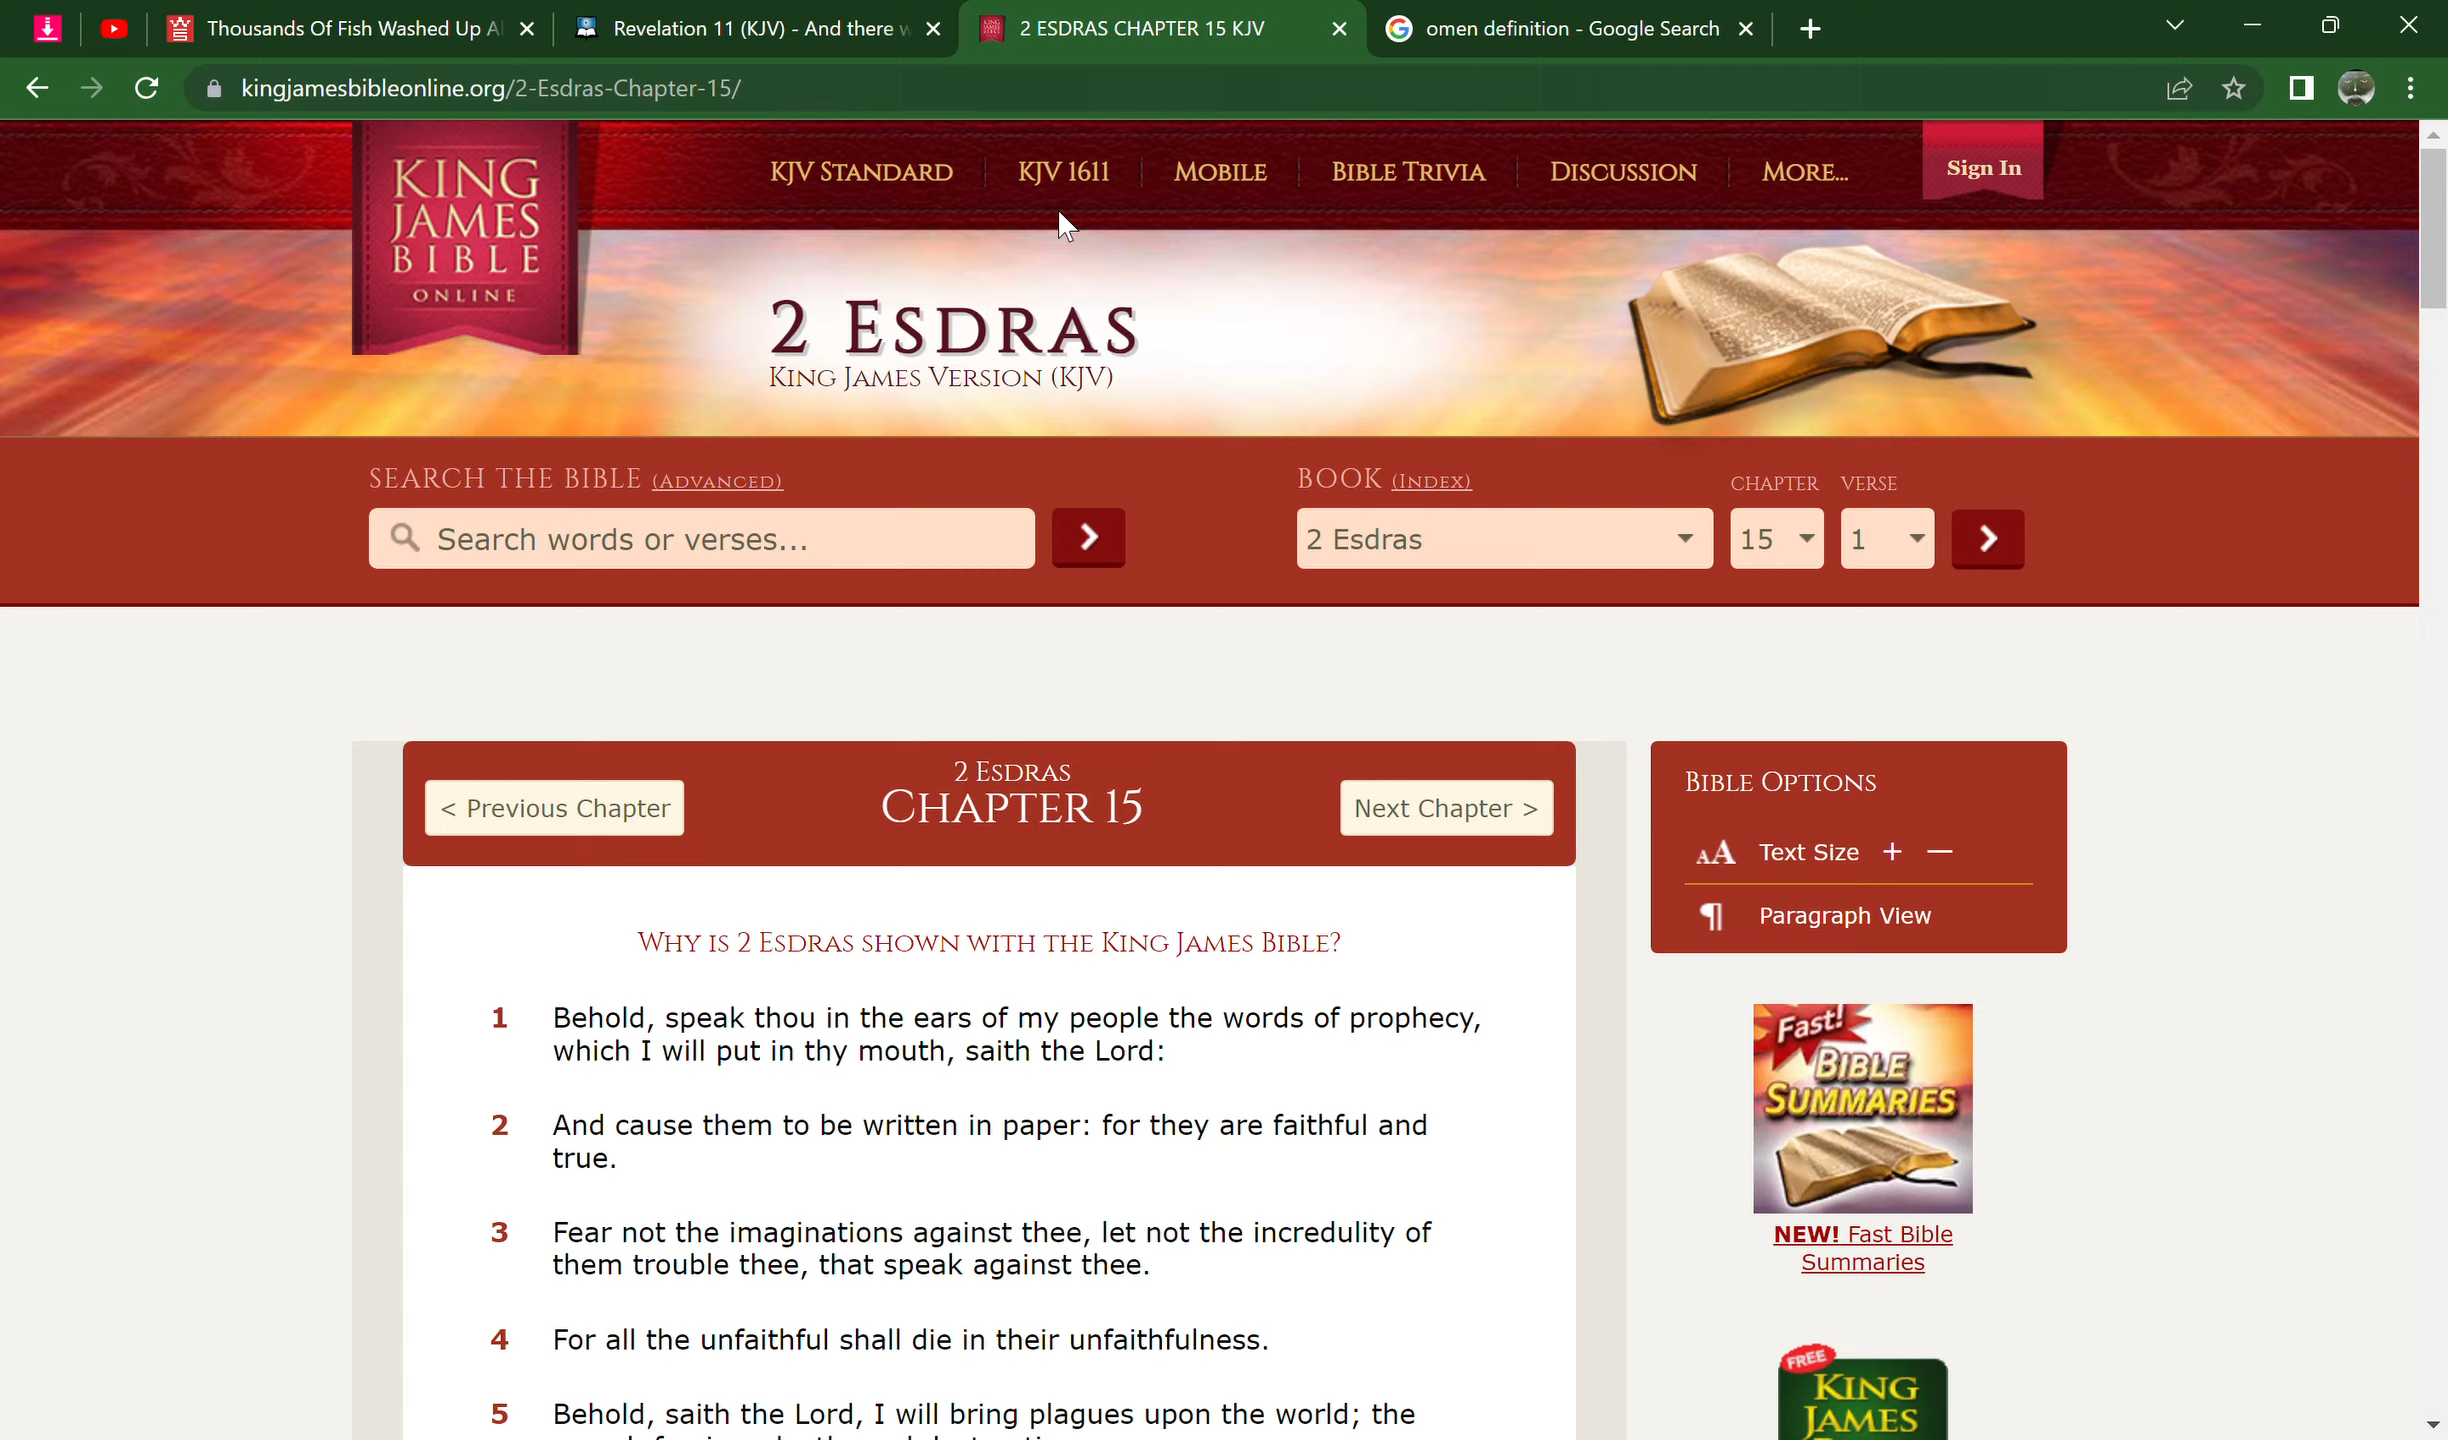 Thousands Of Fish Washed Up Al
Revelation 11 (KJV) - And there w
2 ESDRAS CHAPTER 15 KJV
omen definition - Google Search
kingjamesbibleonline.org/2-Esdras-Chapter-15/
KING
JAMES
BIBLE
ONLINE
KJV STANDARD
KJV 1611
MOBILE
BIBLE TRIVIA
DISCUSSION
MORE...
Sign In
2 ESDRAS
KING JAMES VERSION (KJV)
SEARCH THE BIBLE (ADVANCED)
BOOK (INDEX)
CHAPTER
VERSE
Search words or verses...
2 Esdras
15
1
2 ESDRAS
CHAPTER 15
< Previous Chapter
Next Chapter >
WHY IS 2 ESDRAS SHOWN WITH THE KING JAMES BIBLE?
1 Behold, speak thou in the ears of my people the words of prophecy,
which I will put in thy mouth, saith the Lord:
2 And cause them to be written in paper: for they are faithful and
true.
3 Fear not the imaginations against thee, let not the incredulity of
them trouble thee, that speak against thee.
4 For all the unfaithful shall die in their unfaithfulness.
5 Behold, saith the Lord, I will bring plagues upon the world; the
BIBLE OPTIONS
AA Text Size + —
¶ Paragraph View
Fast!
BIBLE
SUMMARIES
NEW! Fast Bible
Summaries
FREE
KING
JAMES